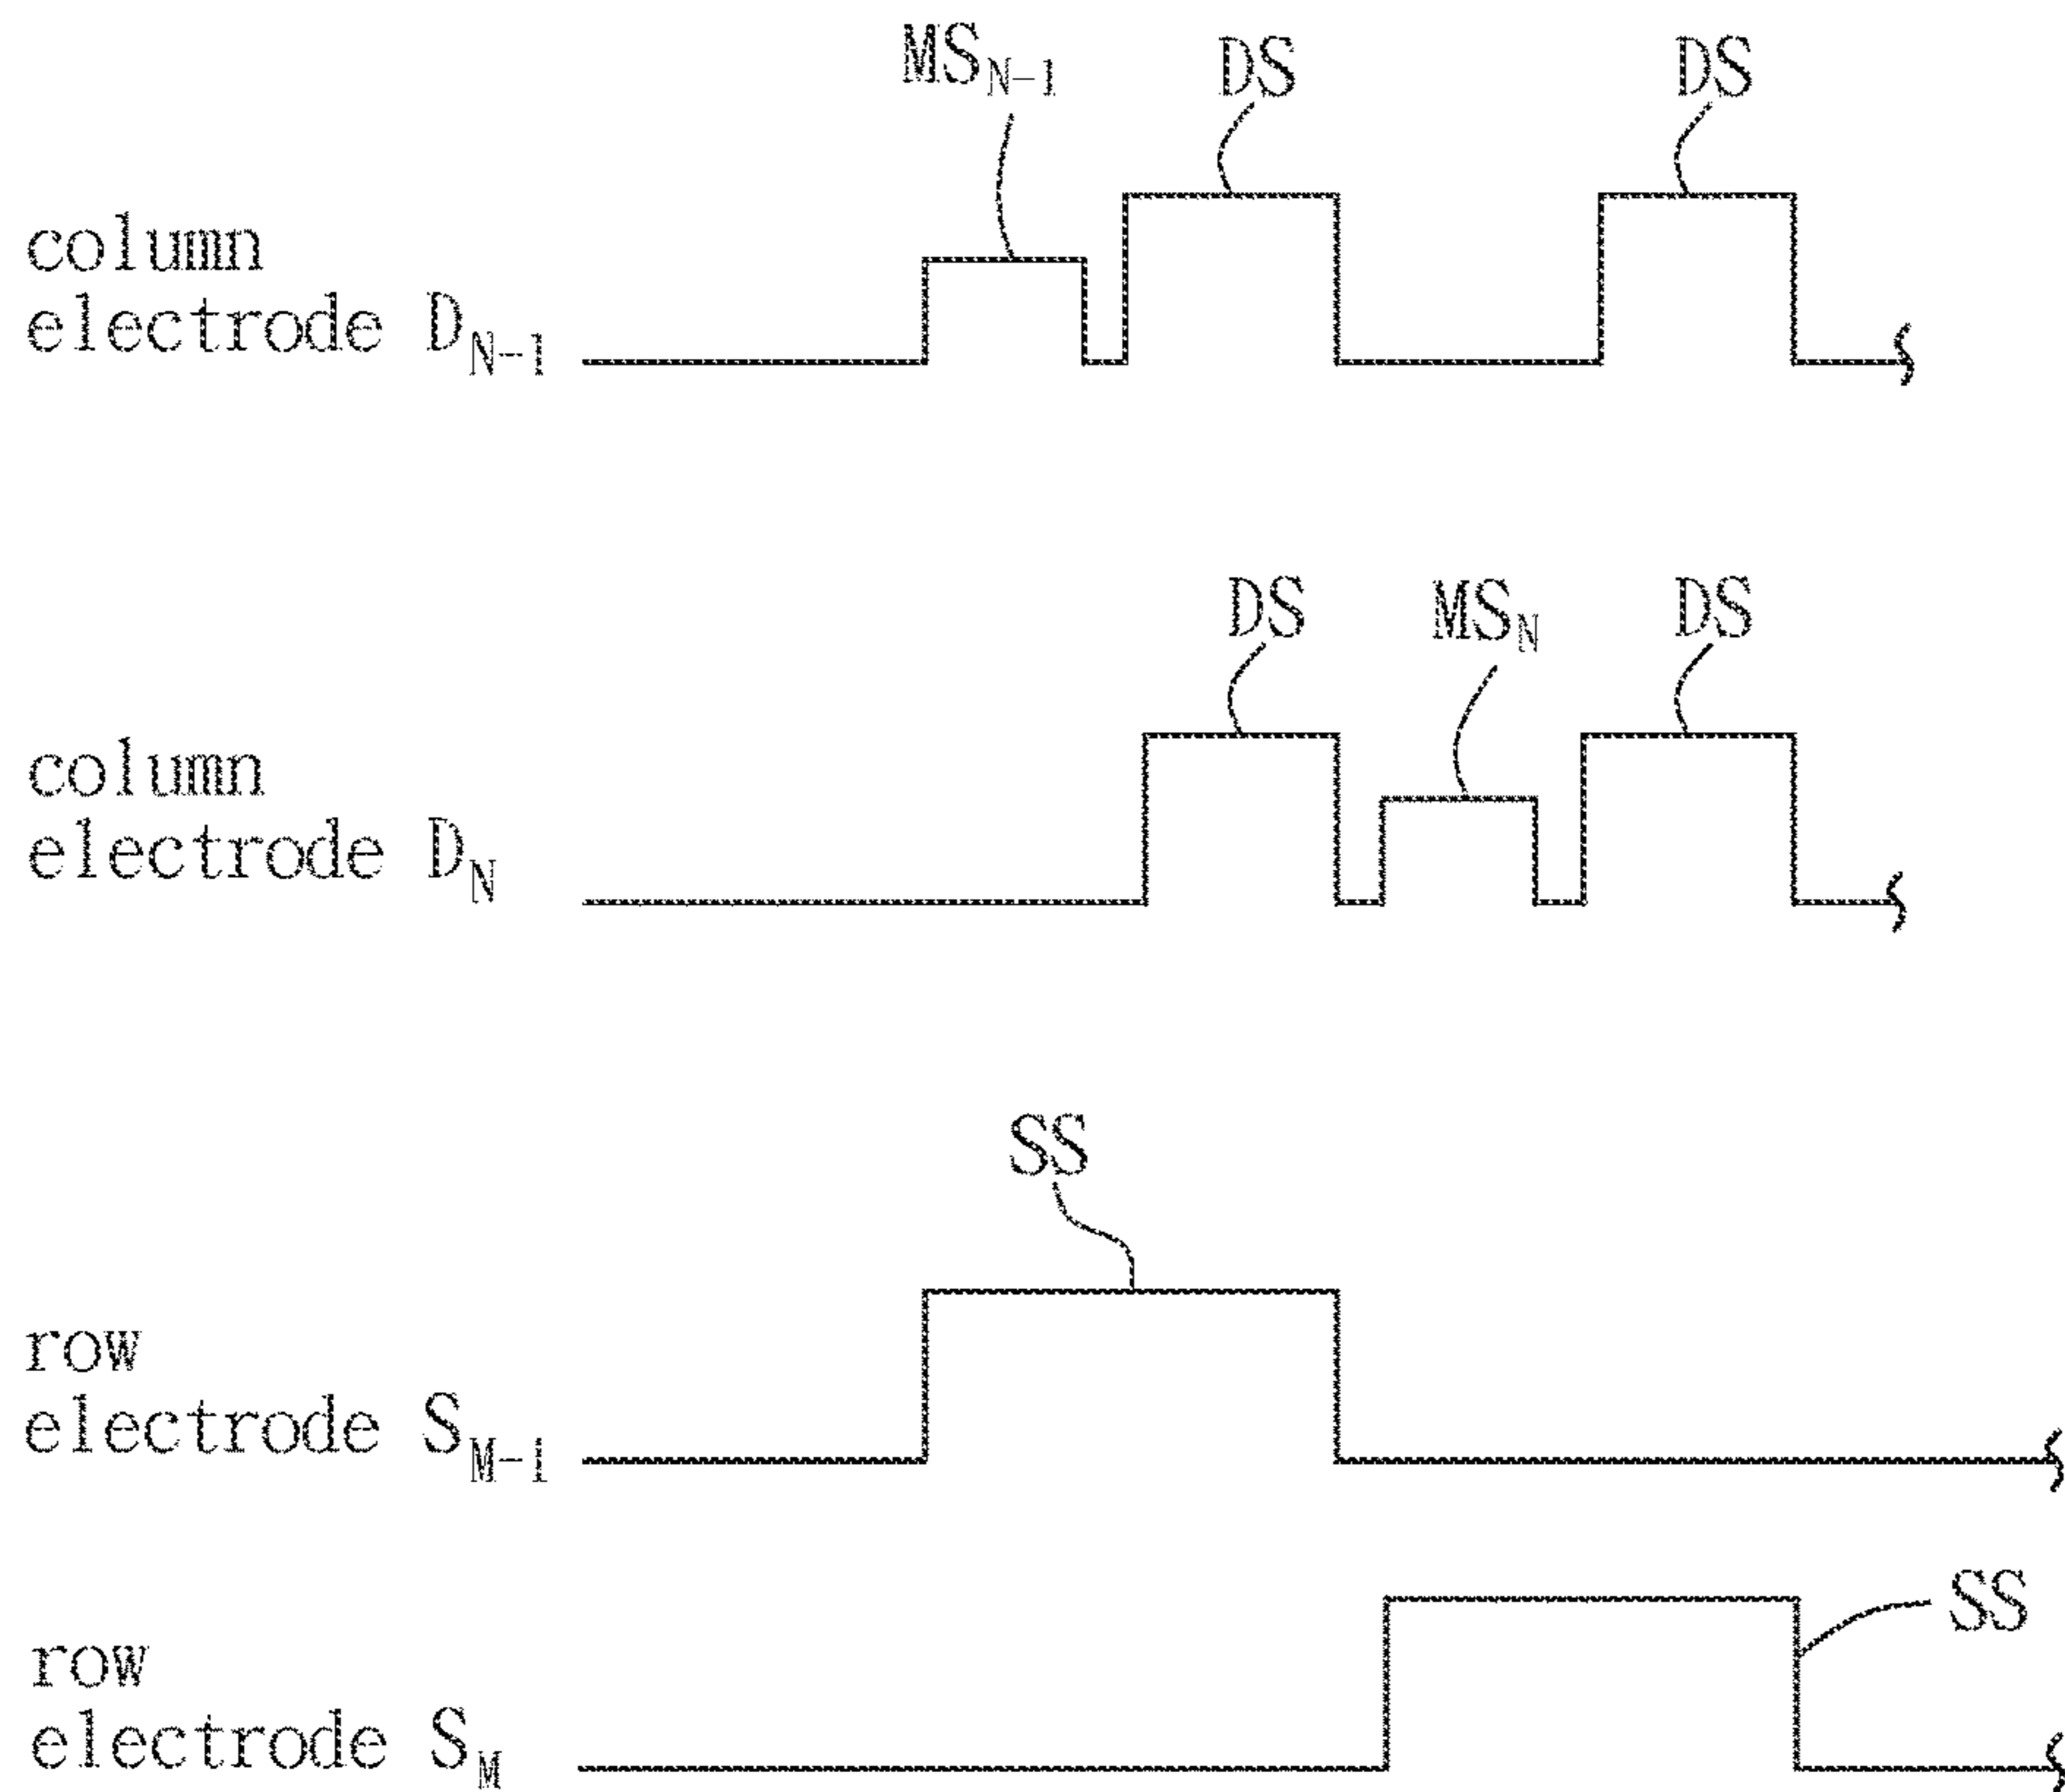 MS_{N-1} DS DS
column
electrode D_{N-1}
DS MS_N DS
column
electrode D_N
SS
row
electrode S_{M-1}
SS
row
electrode S_M